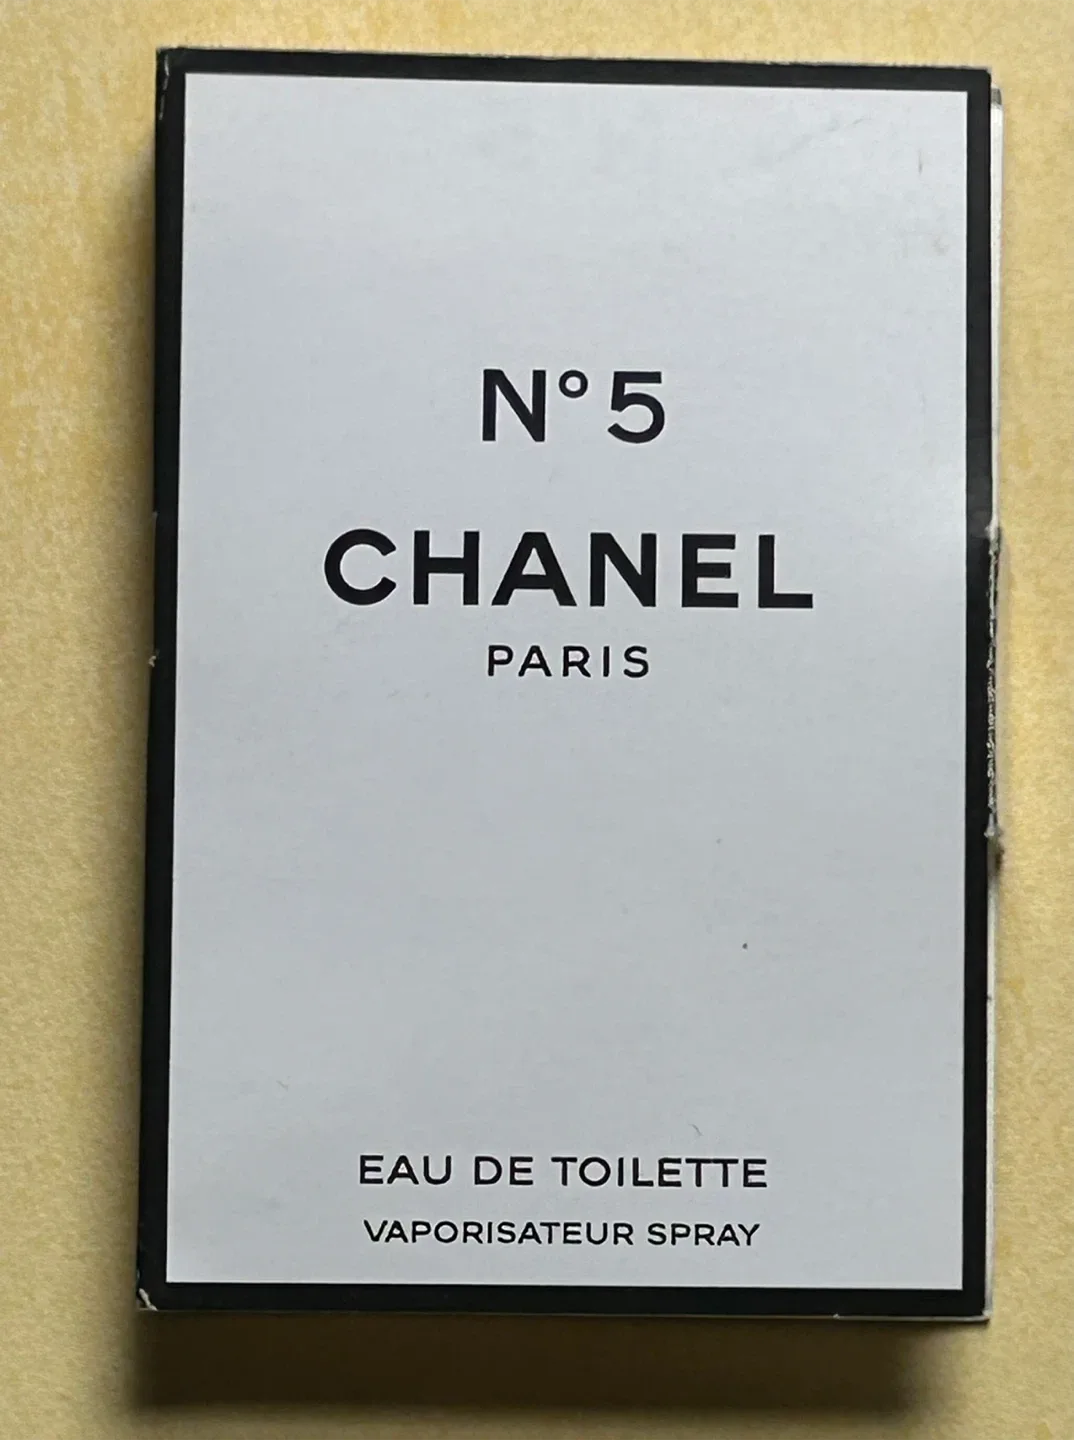 N°5
CHANEL
PARIS
EAU DE TOILETTE
VAPORISATEUR SPRAY